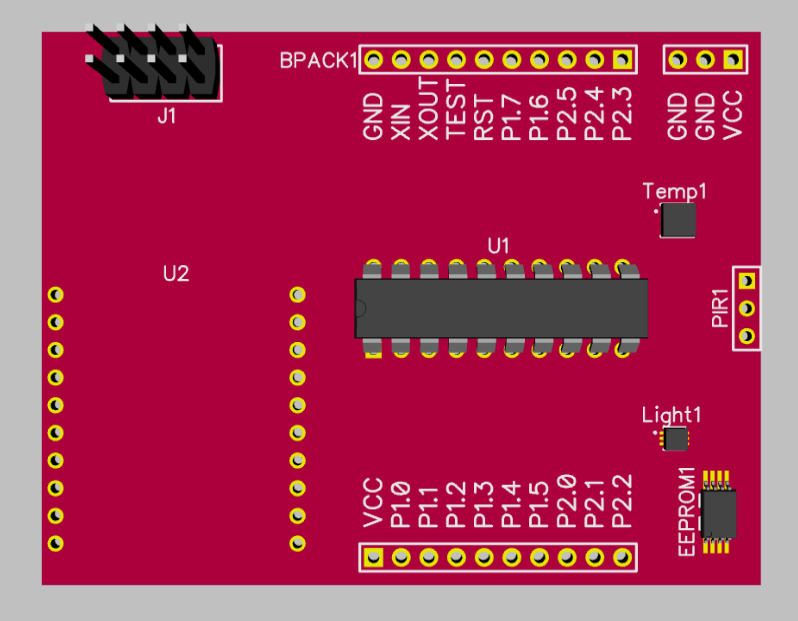 BPACK1
J1
GND
XIN
XOUT
TEST
RST
P1.7
P1.6
P2.5
P2.4
P2.3
GND
GND
VCC
Temp1
U1
U2
PIR1
Light1
EEPROM1
VCC
P1.0
P1.1
P1.2
P1.3
P1.4
P1.5
P2.0
P2.1
P2.2